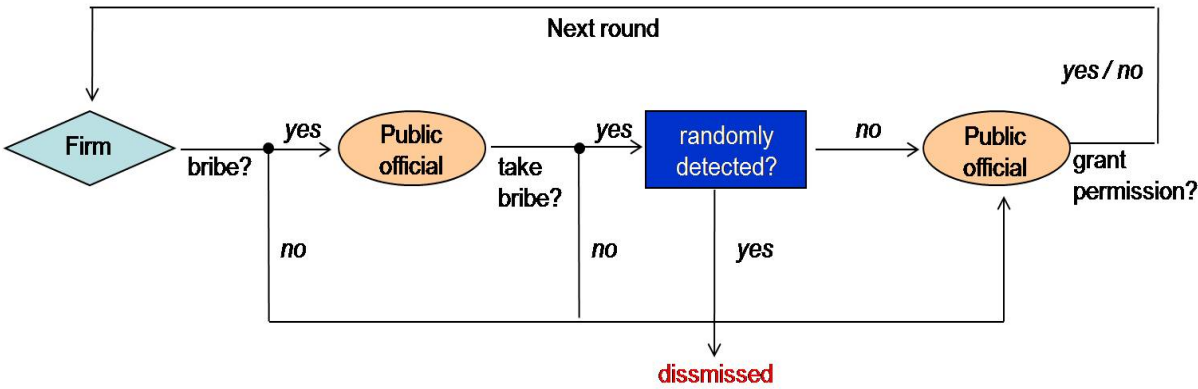 Next round
yes / no
Firm
bribe?
yes
Public
official
take
bribe?
yes
randomly
detected?
no
Public
official
grant
permission?
no
no
yes
dissmissed